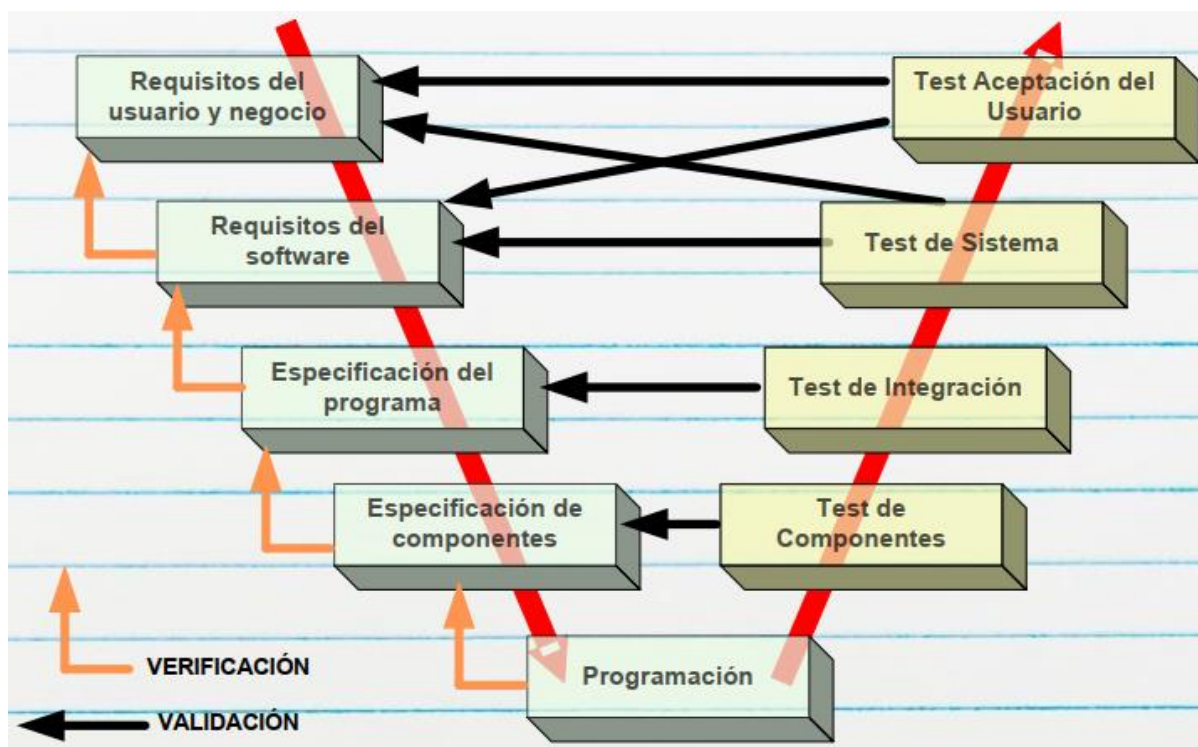 Requisitos del
usuario y negocio
Test Aceptación del
Usuario
Requisitos del
software
Test de Sistema
Especificación del
programa
Test de Integración
Especificación de
componentes
Test de
Componentes
Programación
VERIFICACIÓN
VALIDACIÓN